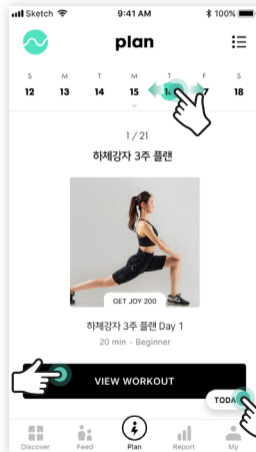 Sketch 9:41 AM 100%
plan
S M T W T F S
12 13 14 15 18
1 / 21
하체강자 3주 플랜
GET JOY 200
하체강자 3주 플랜 Day 1
20 min - Beginner
VIEW WORKOUT
Discover Feed Plan Report My